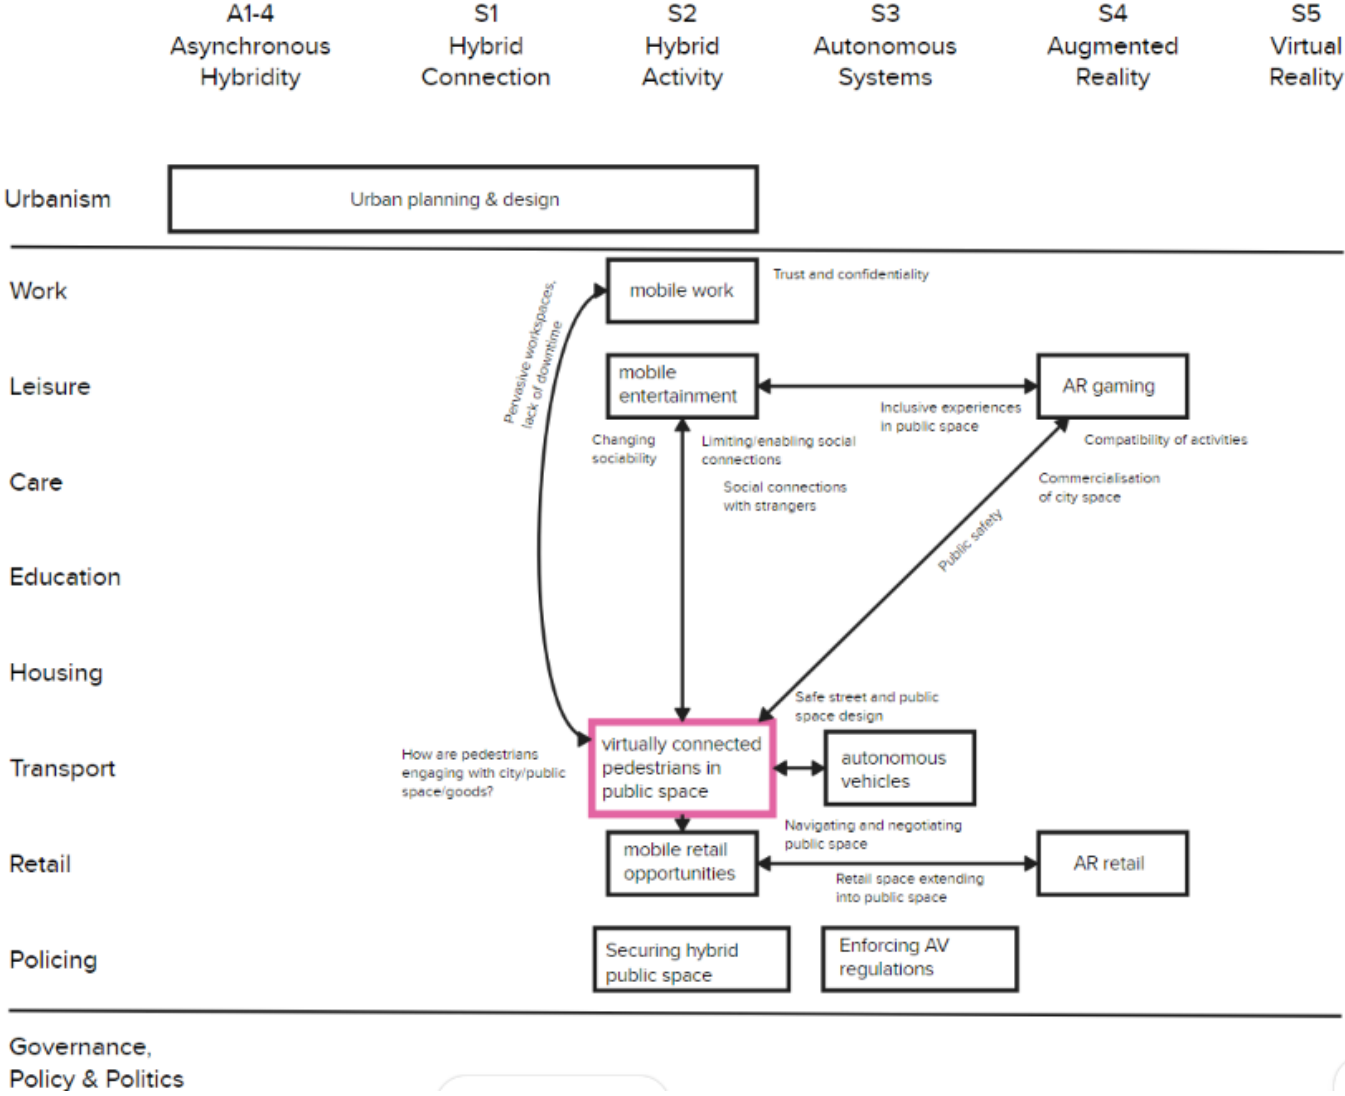 A1-4
Asynchronous
Hybridity
S1
Hybrid
Connection
S2
Hybrid
Activity
S3
Autonomous
Systems
S4
Augmented
Reality
S5
Virtual
Reality
Urbanism
Urban planning & design
Work
mobile work
Trust and confidentiality
Pervasive workspaces,
lack of downtime
Leisure
mobile
entertainment
AR gaming
Inclusive experiences
in public space
Changing
sociability
Limiting/enabling social
connections
Compatibility of activities
Care
Social connections
with strangers
Commercialisation
of city space
Public safety
Education
Housing
Safe street and public
space design
Transport
How are pedestrians
engaging with city/public
space/goods?
virtually connected
pedestrians in
public space
autonomous
vehicles
Navigating and negotiating
public space
Retail
mobile retail
opportunities
AR retail
Retail space extending
into public space
Policing
Securing hybrid
public space
Enforcing AV
regulations
Governance,
Policy & Politics